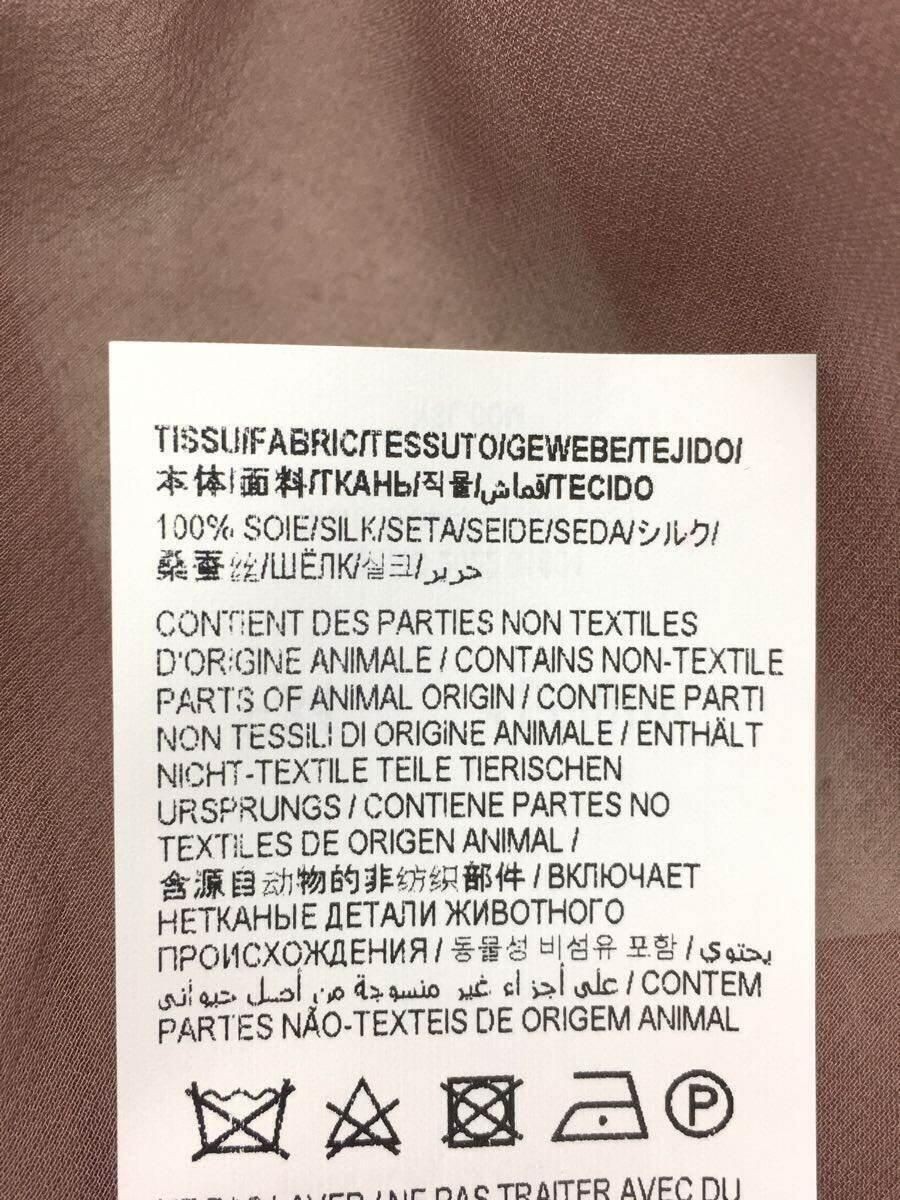 TISSU/FABRIC/TESSUTO/GEWEBE/TEJIDO/
本体/面料/ТКАНЬ/직물/قماش/TECIDO
100% SOIE/SILK/SETA/SEIDE/SEDA/シルク/
桑蚕丝/ШЁЛК/실크/حرير
CONTIENT DES PARTIES NON TEXTILES
D'ORIGINE ANIMALE / CONTAINS NON-TEXTILE
PARTS OF ANIMAL ORIGIN / CONTIENE PARTI
NON TESSILI DI ORIGINE ANIMALE / ENTHÄLT
NICHT-TEXTILE TEILE TIERISCHEN
URSPRUNGS / CONTIENE PARTES NO
TEXTILES DE ORIGEN ANIMAL /
含源自动物的非纺织部件 / ВКЛЮЧАЕТ
НЕТКАНЫЕ ДЕТАЛИ ЖИВОТНОГО
ПРОИСХОЖДЕНИЯ / 동물성 비섬유 포함 / يحتوي
على أجزاء غير منسوجة من أصل حيواني / CONTEM
PARTES NÃO-TEXTEIS DE ORIGEM ANIMAL
P
LAVER / NE PAS TRAITER AVEC DU